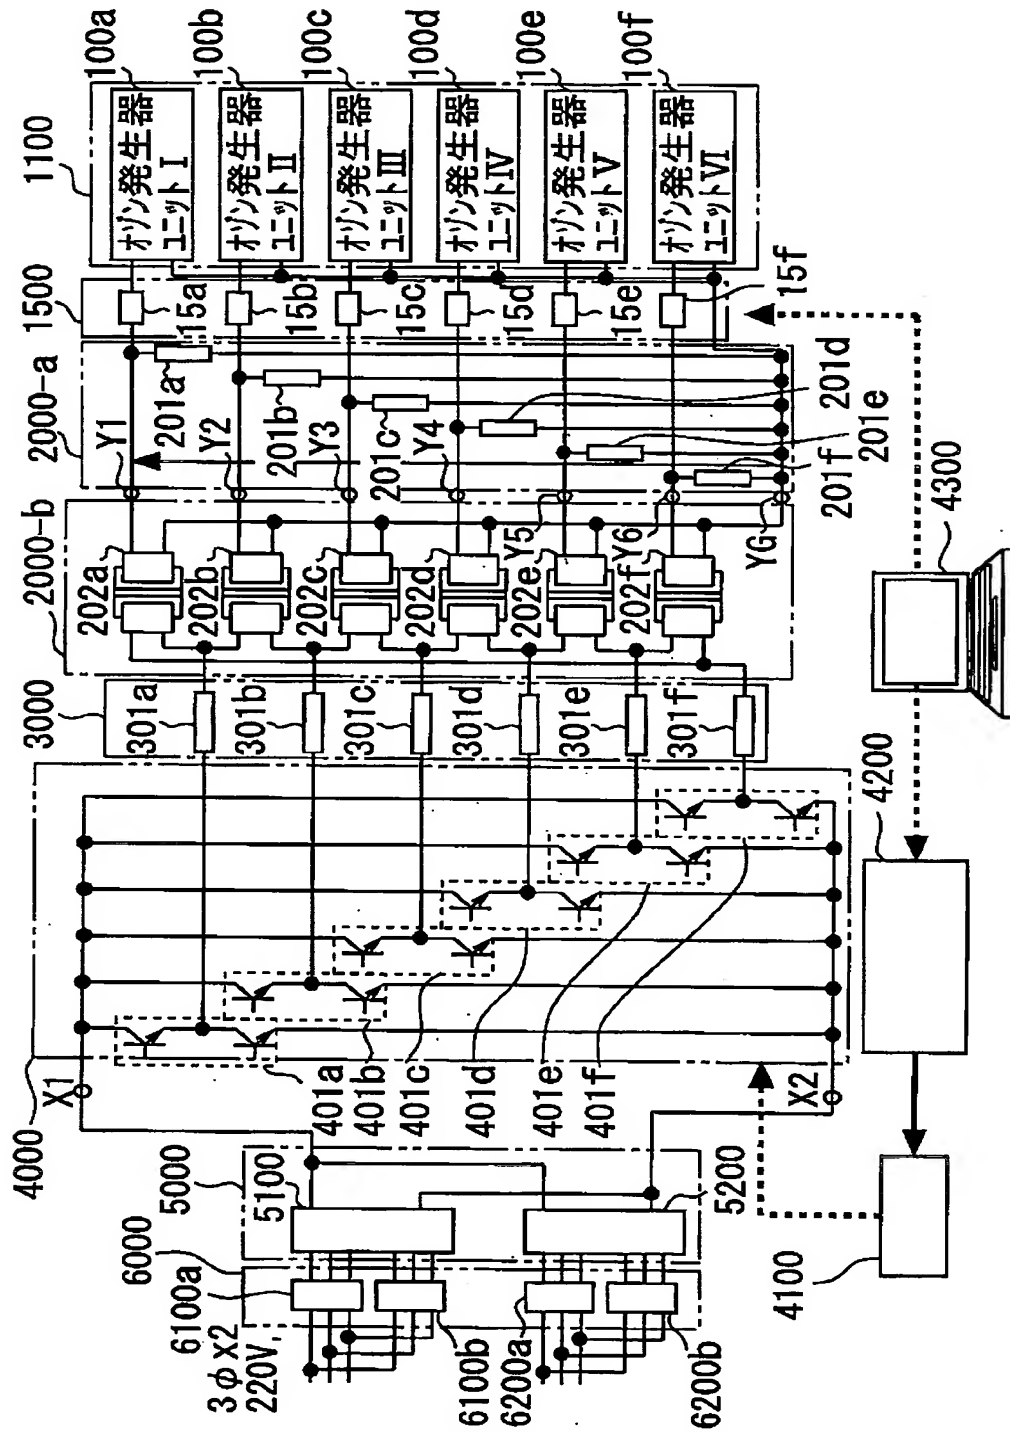 1100
オゾン発生器
ユニットI
100a
オゾン発生器
ユニットII
100b
オゾン発生器
ユニットIII
100c
オゾン発生器
ユニットIV
100d
オゾン発生器
ユニットV
100e
オゾン発生器
ユニットVI
100f
1500
15a
15b
15c
15d
15e
15f
2000-a
201a
201b
201c
201d
201e
201f
Y1
Y2
Y3
Y4
Y5
Y6
YG
2000-b
202a
202b
202c
202d
202e
202f
3000
301a
301b
301c
301d
301e
301f
4000
401a
401b
401c
401d
401e
401f
X1
X2
5000
5100
5200
6000
6100a
6100b
6200a
6200b
3φx2
220V,
4100
4200
4300